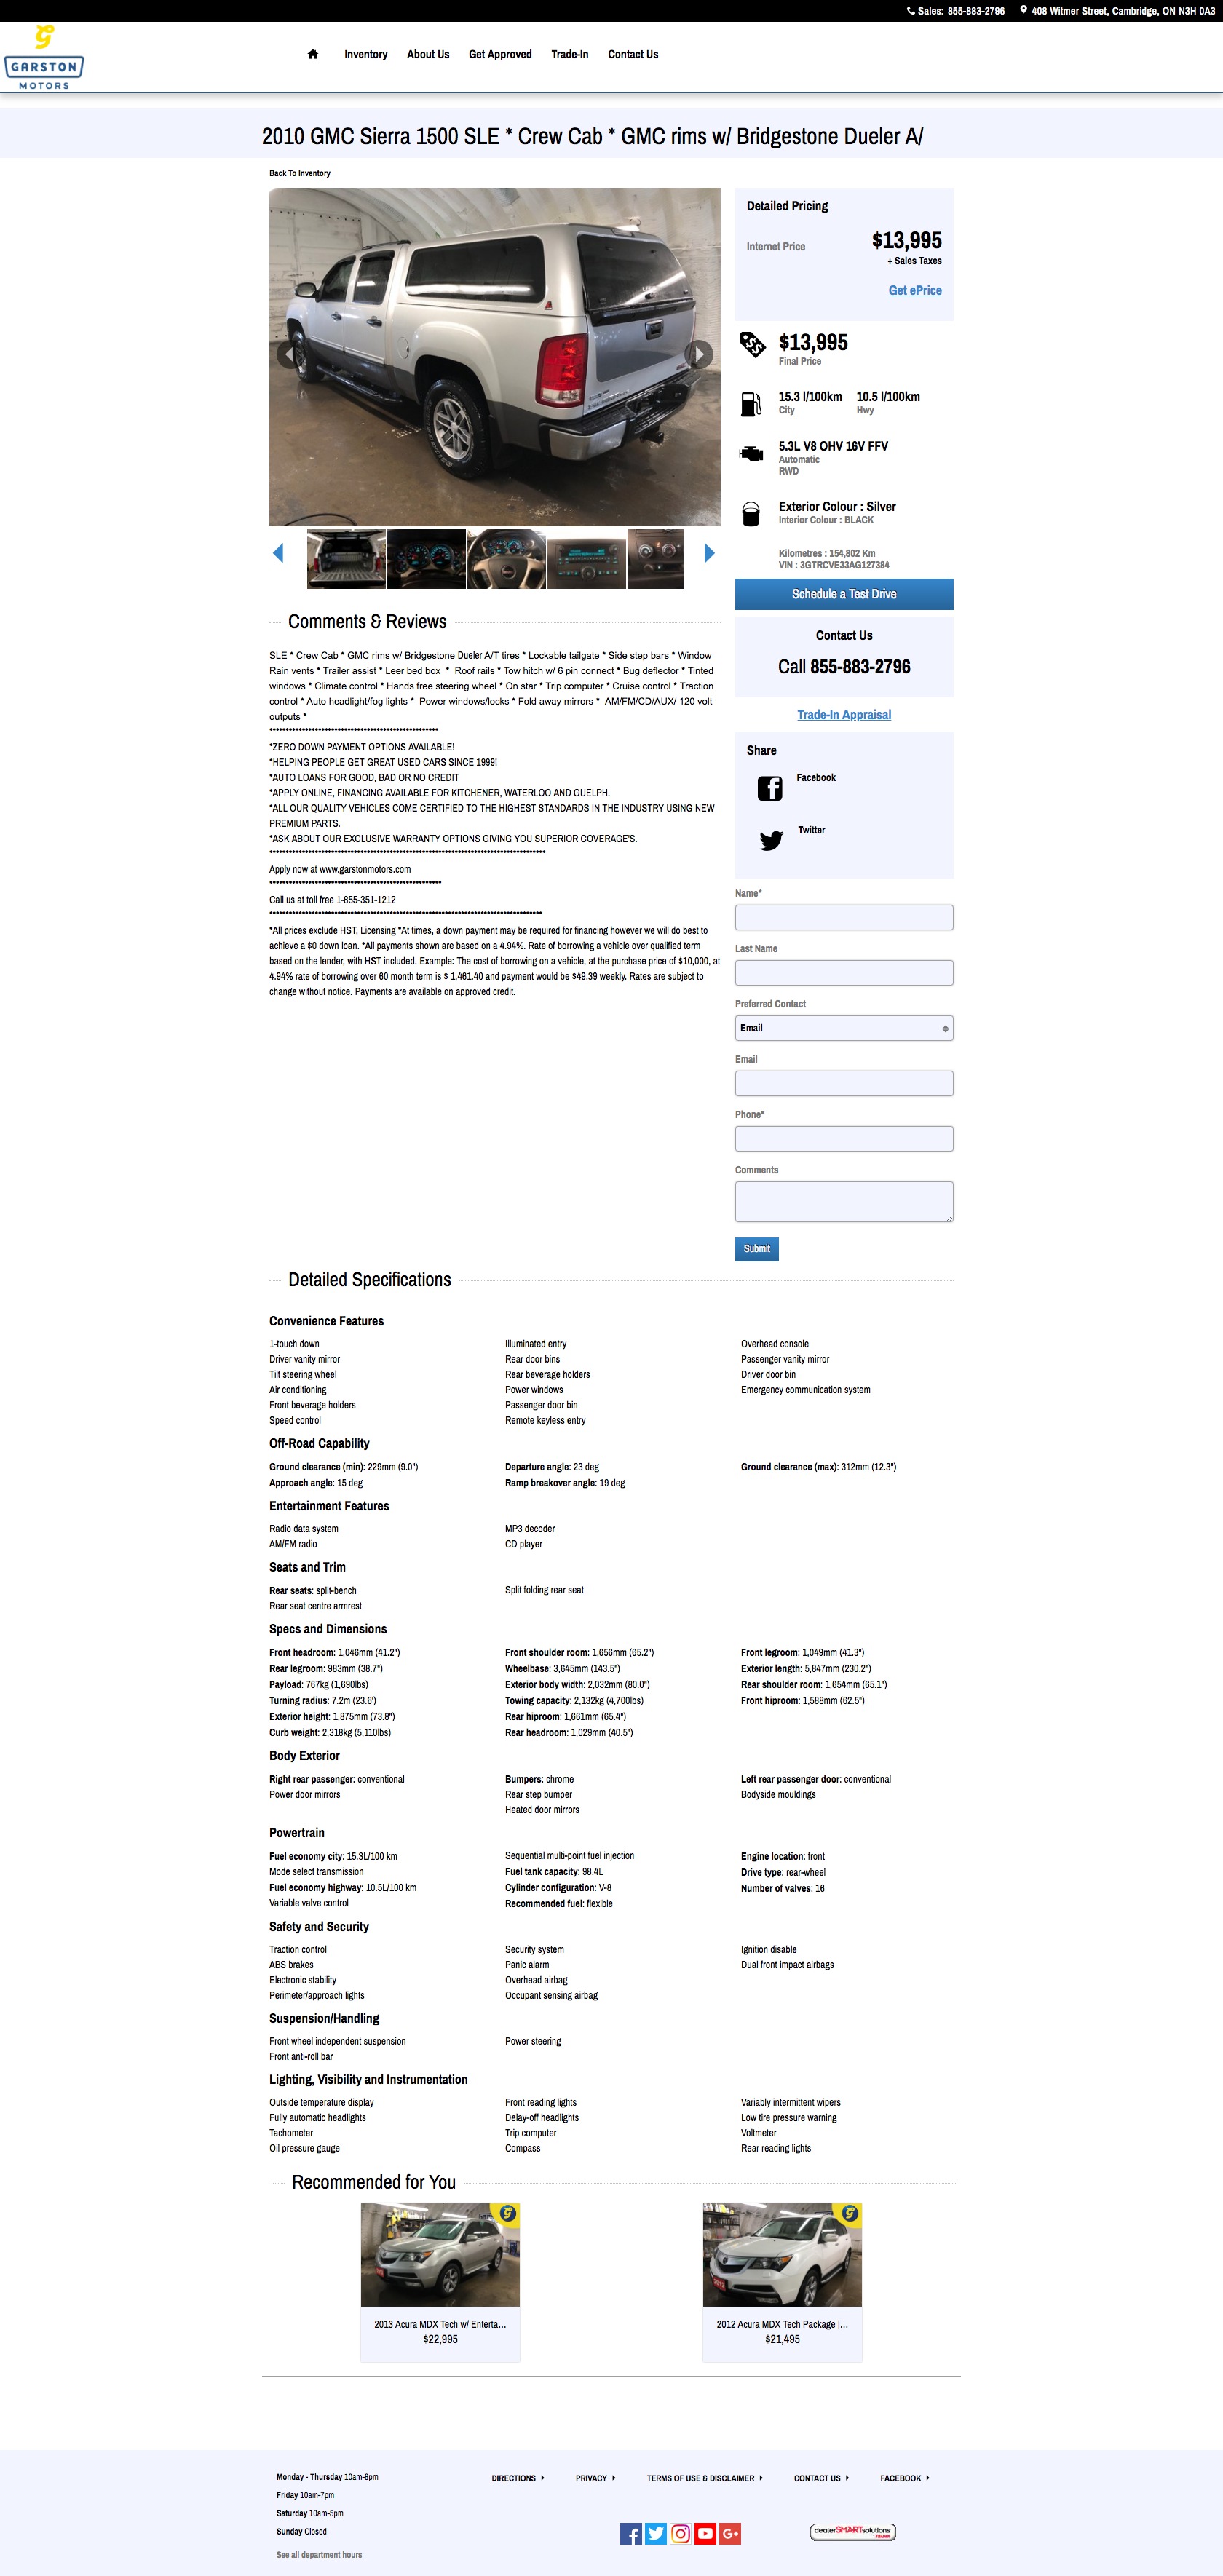 Sales: 855-883-2796 408 Witmer Street, Cambridge, ON N3H 0A3
GARSTON
MOTORS
Inventory About Us Get Approved Trade-In Contact Us
2010 GMC Sierra 1500 SLE * Crew Cab * GMC rims w/ Bridgestone Dueler A/
Back To Inventory
Detailed Pricing
Internet Price $13,995
+ Sales Taxes
Get ePrice
$13,995
Final Price
15.3 l/100km 10.5 l/100km
City Hwy
5.3L V8 OHV 16V FFV
Automatic
RWD
Exterior Colour : Silver
Interior Colour : BLACK
Kilometres : 154,802 Km
VIN : 3GTRCVE33AG127384
Schedule a Test Drive
Contact Us
Call 855-883-2796
Trade-In Appraisal
Share
Facebook
Twitter
Name*
Last Name
Preferred Contact
Email
Email
Phone*
Comments
Submit
Comments & Reviews
SLE * Crew Cab * GMC rims w/ Bridgestone Dueler A/T tires * Lockable tailgate * Side step bars * Window
Rain vents * Trailer assist * Leer bed box * Roof rails * Tow hitch w/ 6 pin connect * Bug deflector * Tinted
windows * Climate control * Hands free steering wheel * On star * Trip computer * Cruise control * Traction
control * Auto headlight/fog lights * Power windows/locks * Fold away mirrors * AM/FM/CD/AUX/ 120 volt
outputs *
*ZERO DOWN PAYMENT OPTIONS AVAILABLE!
*HELPING PEOPLE GET GREAT USED CARS SINCE 1999!
*AUTO LOANS FOR GOOD, BAD OR NO CREDIT
*APPLY ONLINE, FINANCING AVAILABLE FOR KITCHENER, WATERLOO AND GUELPH.
*ALL OUR QUALITY VEHICLES COME CERTIFIED TO THE HIGHEST STANDARDS IN THE INDUSTRY USING NEW
PREMIUM PARTS.
*ASK ABOUT OUR EXCLUSIVE WARRANTY OPTIONS GIVING YOU SUPERIOR COVERAGE'S.
Apply now at www.garstonmotors.com
Call us at toll free 1-855-351-1212
*All prices exclude HST, Licensing *At times, a down payment may be required for financing however we will do best to
achieve a $0 down loan. *All payments shown are based on a 4.94%. Rate of borrowing a vehicle over qualified term
based on the lender, with HST included. Example: The cost of borrowing on a vehicle, at the purchase price of $10,000, at
4.94% rate of borrowing over 60 month term is $ 1,461.40 and payment would be $49.39 weekly. Rates are subject to
change without notice. Payments are available on approved credit.
Detailed Specifications
Convenience Features
1-touch down Illuminated entry Overhead console
Driver vanity mirror Rear door bins Passenger vanity mirror
Tilt steering wheel Rear beverage holders Driver door bin
Air conditioning Power windows Emergency communication system
Front beverage holders Passenger door bin
Speed control Remote keyless entry
Off-Road Capability
Ground clearance (min): 229mm (9.0") Departure angle: 23 deg Ground clearance (max): 312mm (12.3")
Approach angle: 15 deg Ramp breakover angle: 19 deg
Entertainment Features
Radio data system MP3 decoder
AM/FM radio CD player
Seats and Trim
Rear seats: split-bench Split folding rear seat
Rear seat centre armrest
Specs and Dimensions
Front headroom: 1,046mm (41.2") Front shoulder room: 1,656mm (65.2") Front legroom: 1,049mm (41.3")
Rear legroom: 983mm (38.7") Wheelbase: 3,645mm (143.5") Exterior length: 5,847mm (230.2")
Payload: 767kg (1,690lbs) Exterior body width: 2,032mm (80.0") Rear shoulder room: 1,654mm (65.1")
Turning radius: 7.2m (23.6') Towing capacity: 2,132kg (4,700lbs) Front hiproom: 1,588mm (62.5")
Exterior height: 1,875mm (73.8") Rear hiproom: 1,661mm (65.4")
Curb weight: 2,318kg (5,110lbs) Rear headroom: 1,029mm (40.5")
Body Exterior
Right rear passenger: conventional Bumpers: chrome Left rear passenger door: conventional
Power door mirrors Rear step bumper Bodyside mouldings
Heated door mirrors
Powertrain
Fuel economy city: 15.3L/100 km Sequential multi-point fuel injection Engine location: front
Mode select transmission Fuel tank capacity: 98.4L Drive type: rear-wheel
Fuel economy highway: 10.5L/100 km Cylinder configuration: V-8 Number of valves: 16
Variable valve control Recommended fuel: flexible
Safety and Security
Traction control Security system Ignition disable
ABS brakes Panic alarm Dual front impact airbags
Electronic stability Overhead airbag
Perimeter/approach lights Occupant sensing airbag
Suspension/Handling
Front wheel independent suspension Power steering
Front anti-roll bar
Lighting, Visibility and Instrumentation
Outside temperature display Front reading lights Variably intermittent wipers
Fully automatic headlights Delay-off headlights Low tire pressure warning
Tachometer Trip computer Voltmeter
Oil pressure gauge Compass Rear reading lights
Recommended for You
2013 Acura MDX Tech w/ Enterta...
$22,995
2012 Acura MDX Tech Package |...
$21,495
Monday - Thursday 10am-8pm
Friday 10am-7pm
Saturday 10am-5pm
Sunday Closed
See all department hours
DIRECTIONS PRIVACY TERMS OF USE & DISCLAIMER CONTACT US FACEBOOK
dealerSMARTsolutions